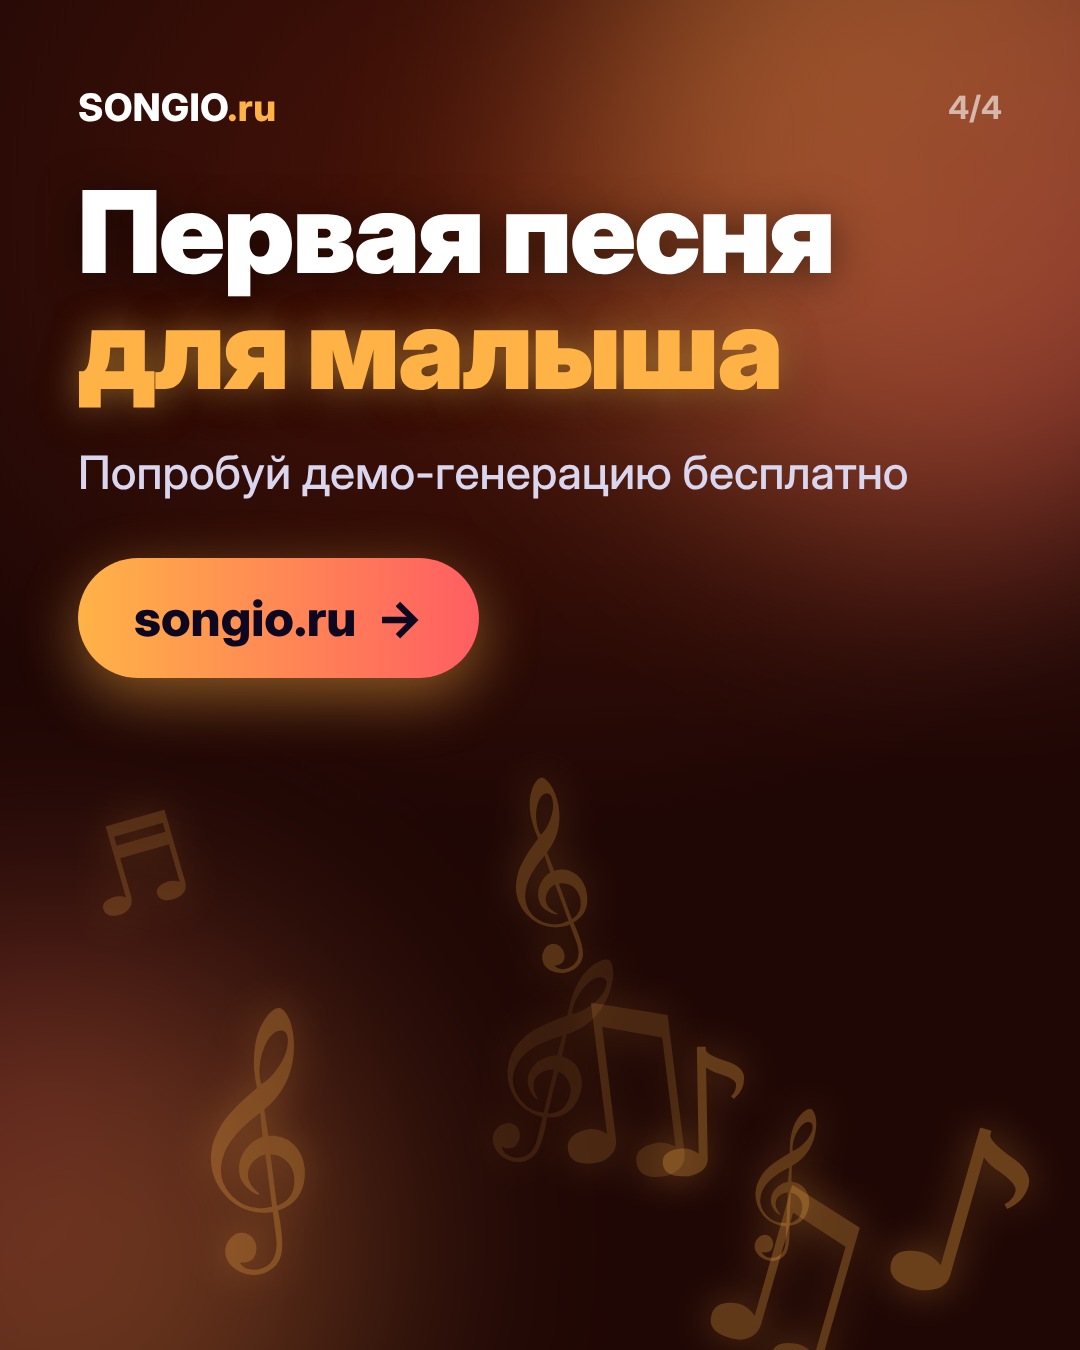 SONGIO.ru
4/4
Первая песня
для малыша
Попробуй демо-генерацию бесплатно
songio.ru →